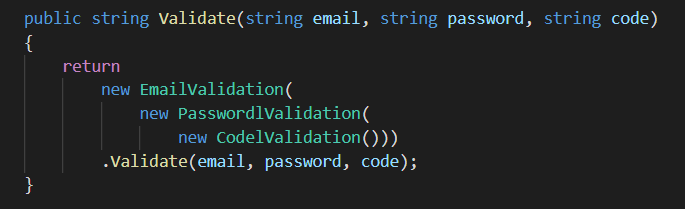 public string Validate(string email, string password, string code)
{
return
new EmailValidation(
new PasswordlValidation(
new CodelValidation()))
.Validate(email, password, code);
}